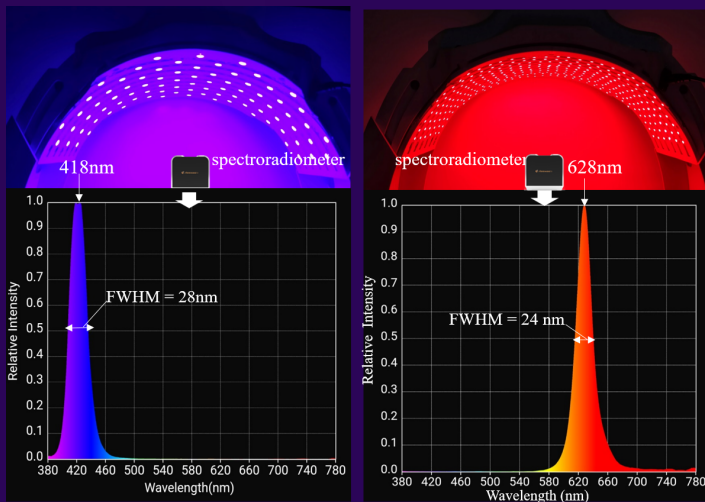 418nm
spectroradiometer
1.0
0.9
0.8
0.7
0.6
0.5
0.4
0.3
0.2
0.1
0.0
Relative Intensity
FWHM = 28nm
380 420 460 500 540 580 620 660 700 740 780
Wavelength(nm)
spectroradiometer
628nm
1.0
0.9
0.8
0.7
0.6
0.5
0.4
0.3
0.2
0.1
0.0
Relative Intensity
FWHM = 24 nm
380 420 460 500 540 580 620 660 700 740 780
Wavelength (nm)